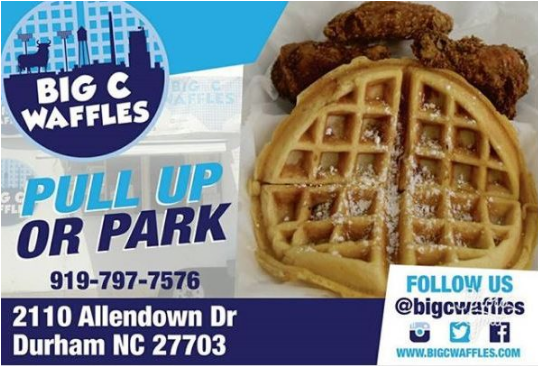 BIG C
WAFFLES
PULL UP
OR PARK
919-797-7576
2110 Allendown Dr
Durham NC 27703
FOLLOW US
@bigcwaffles
WWW.BIGCWAFFLES.COM